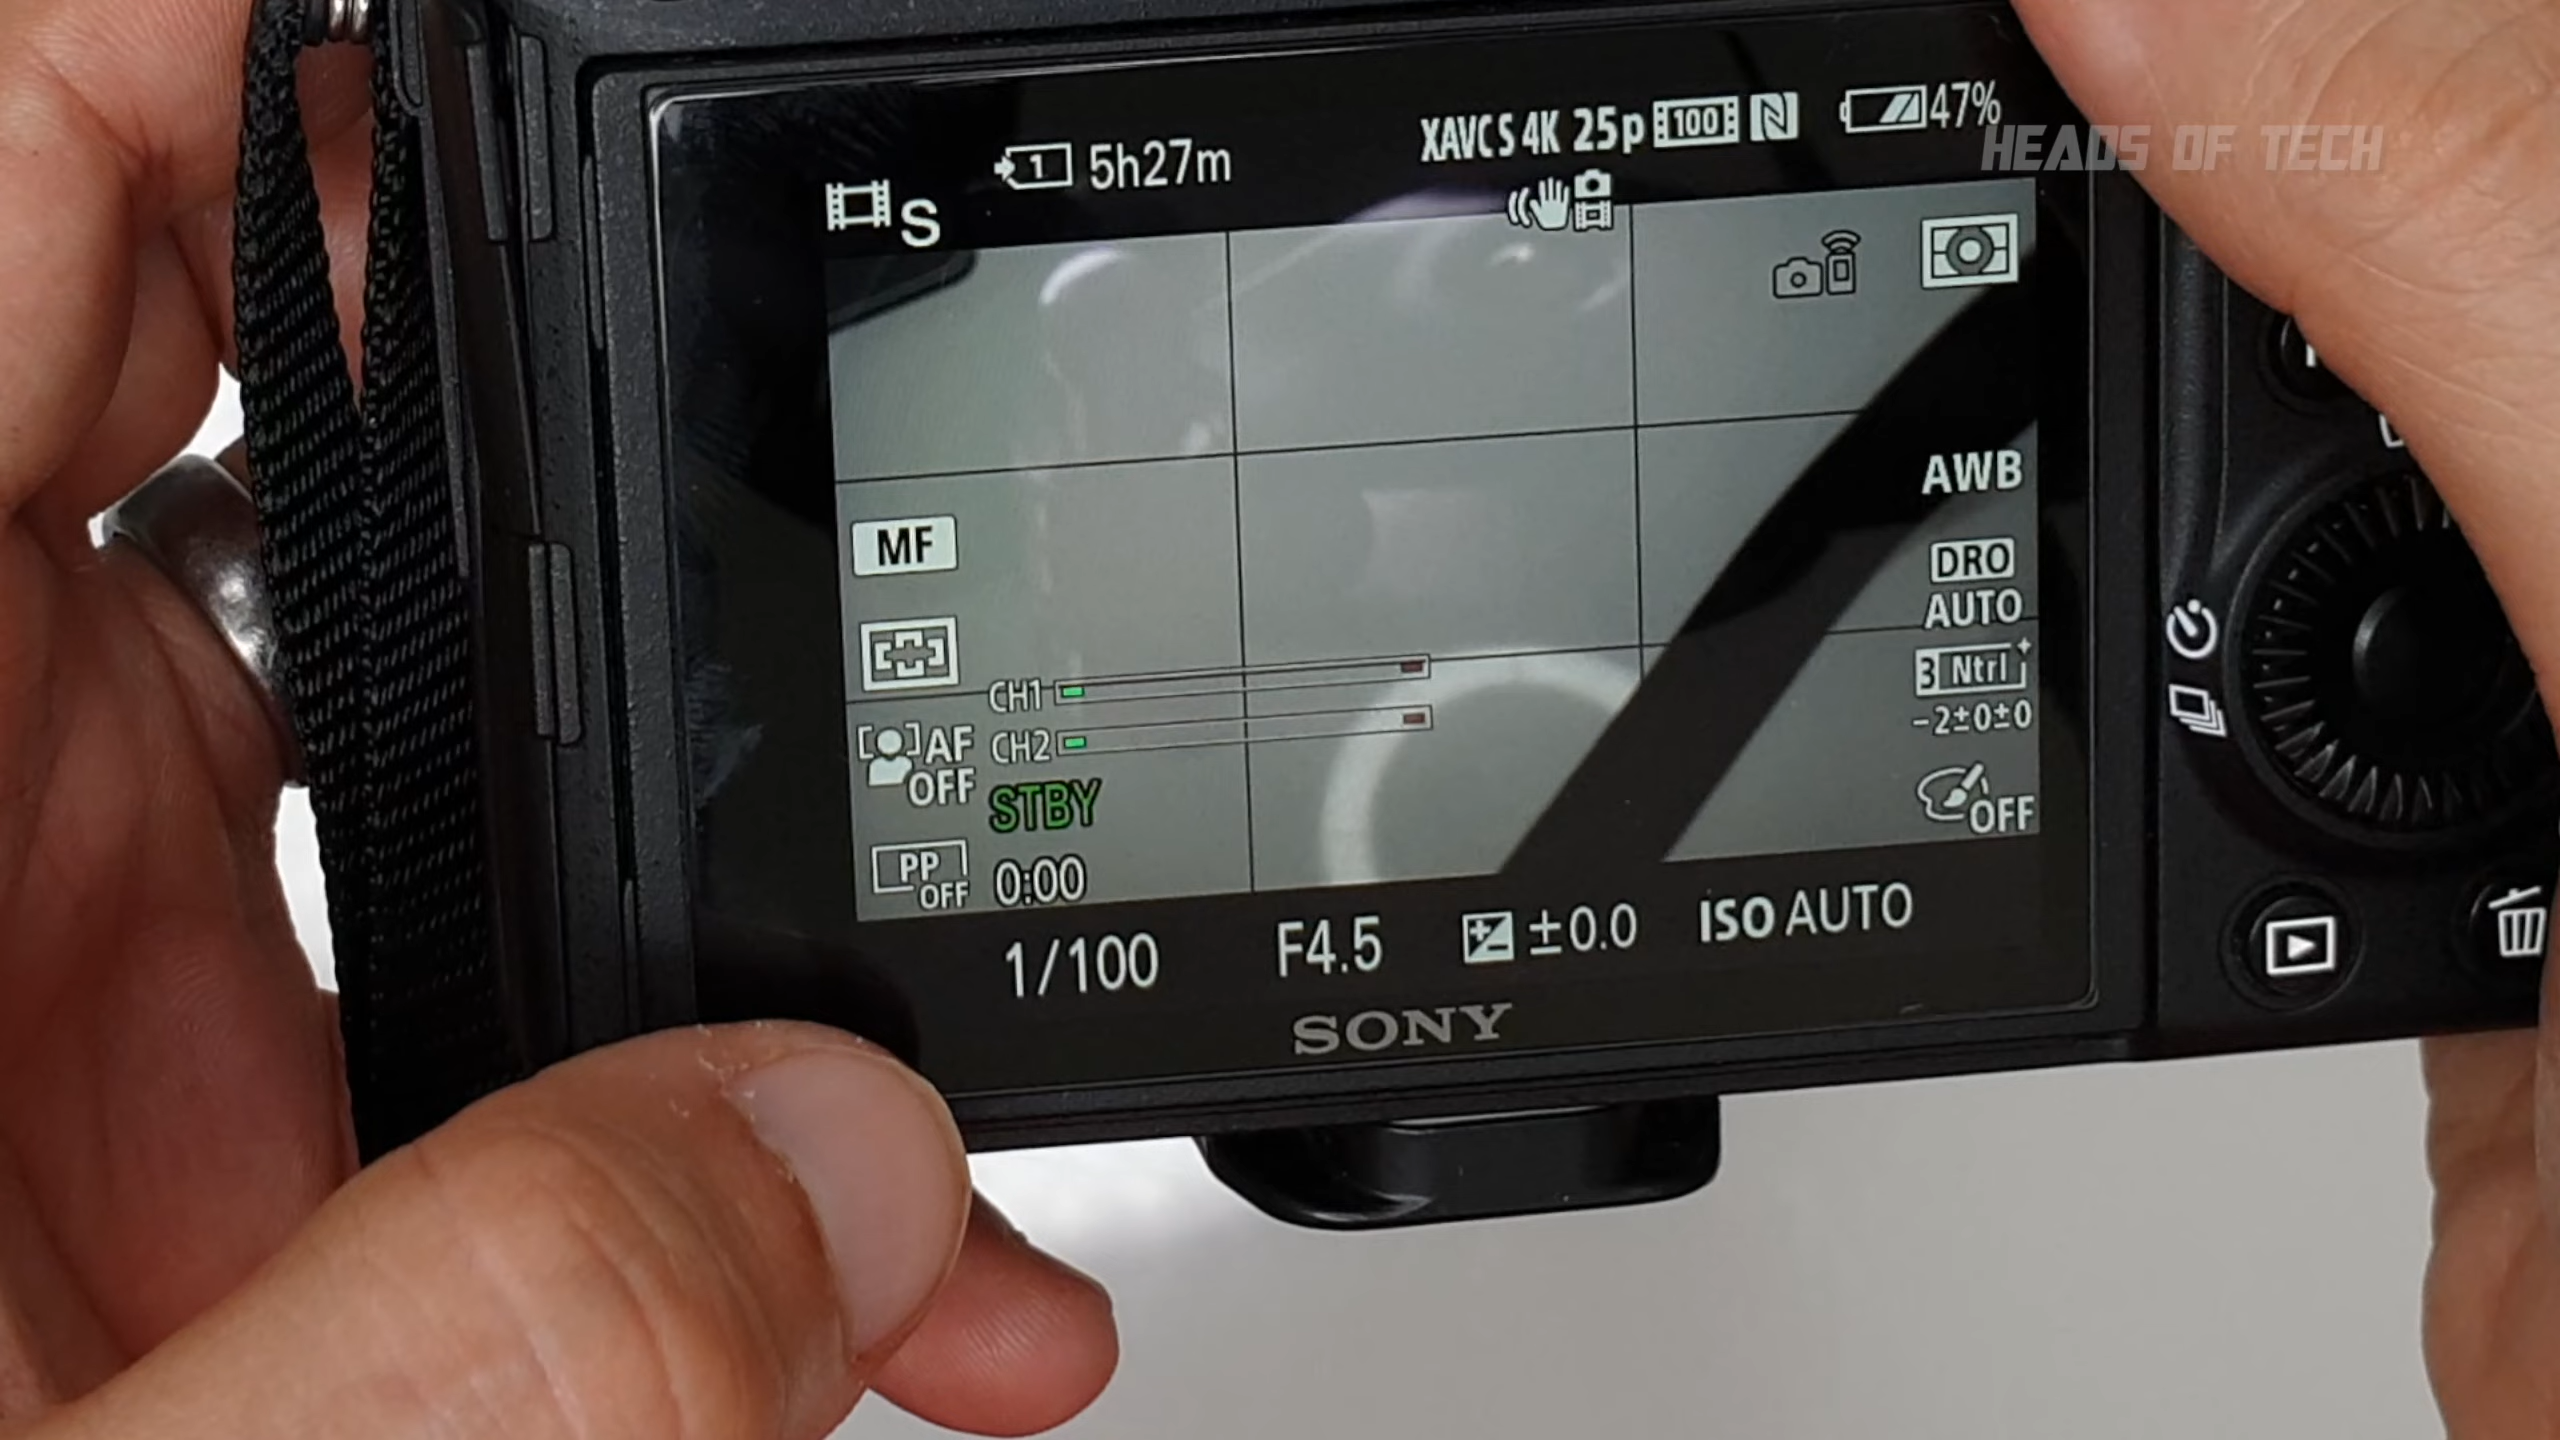 HEADS OF TECH
1 5h27m
XAVC S 4K 25p 100 N 47%
S
MF
AWB
DRO
AUTO
3 Ntrl
-2±0±0
CH1
AF CH2
OFF
STBY
OFF
PP
OFF
0:00
1/100 F4.5 ±0.0 ISO AUTO
SONY